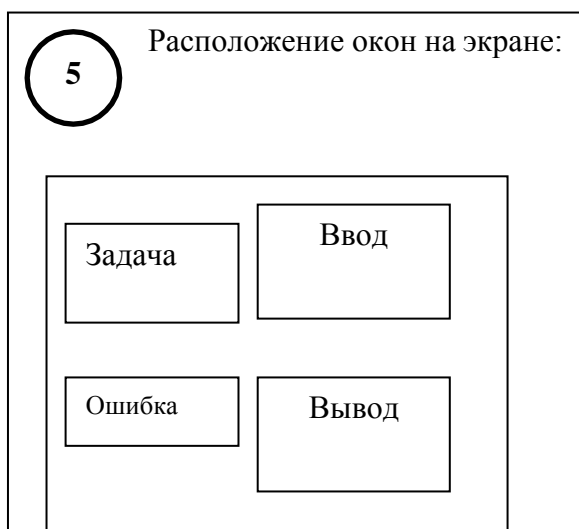 Расположение окон на экране:
5
Задача
Ввод
Ошибка
Вывод